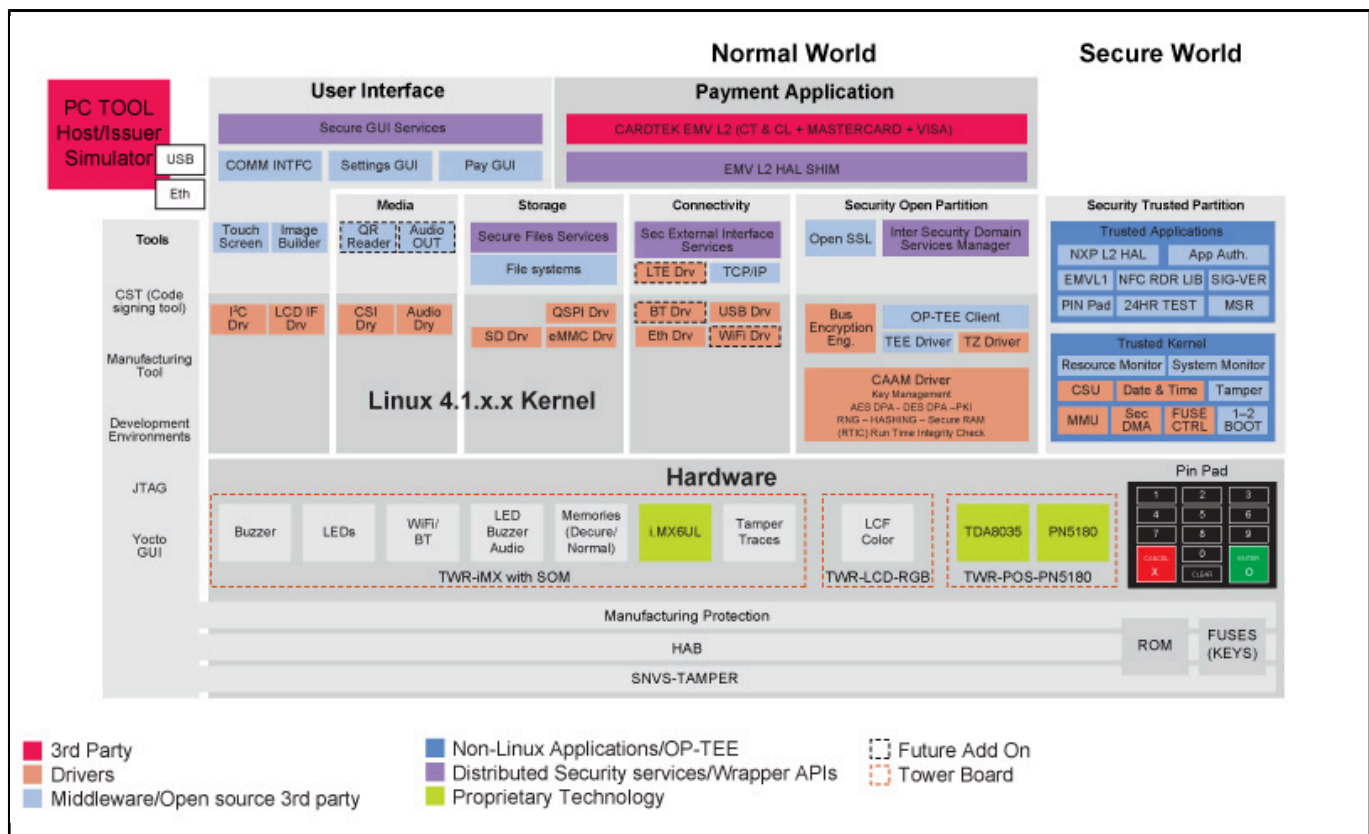 Normal World
Secure World
PC TOOL
Host/Issuer
Simulator
USB
Eth
User Interface
Secure GUI Services
COMM INTFC
Settings GUI
Pay GUI
Payment Application
CARDTEK EMV L2 (CT & CL + MASTERCARD + VISA)
EMV L2 HAL SHIM
Tools
CST (Code
signing tool)
Manufacturing
Tool
Development
Environments
JTAG
Yocto
GUI
Touch
Screen
Image
Builder
I²C
Drv
LCD IF
Drv
Media
QR
Reader
Audio
OUT
CSI
Dry
Audio
Dry
Storage
Secure Files Services
File systems
QSPI Drv
SD Drv
eMMC Drv
Linux 4.1.x.x Kernel
Connectivity
Sec External Interface
Services
LTE Drv
TCP/IP
BT Drv
USB Drv
Eth Drv
WiFi Drv
Security Open Partition
Open SSL
Inter Security Domain
Services Manager
Bus
Encryption
Eng.
OP-TEE Client
TEE Driver
TZ Driver
CAAM Driver
Key Management
AES DPA - DES DPA –PKI
RNG – HASHING – Secure RAM
(RTIC) Run Time Integrity Check
Security Trusted Partition
Trusted Applications
NXP L2 HAL
App Auth.
EMVL1
NFC RDR LIB
SIG-VER
PIN Pad
24HR TEST
MSR
Trusted Kernel
Resource Monitor
System Monitor
CSU
Date & Time
Tamper
MMU
Sec
DMA
FUSE
CTRL
1–2
BOOT
Hardware
Buzzer
LEDs
WiFi/
BT
LED
Buzzer
Audio
Memories
(Decure/
Normal)
i.MX6UL
Tamper
Traces
TWR-iMX with SOM
LCF
Color
TWR-LCD-RGB
TDA8035
PN5180
TWR-POS-PN5180
Pin Pad
1
2
3
4
5
6
7
8
9
CANCEL
X
0
CLEAR
ENTER
O
Manufacturing Protection
HAB
SNVS-TAMPER
ROM
FUSES
(KEYS)
3rd Party
Drivers
Middleware/Open source 3rd party
Non-Linux Applications/OP-TEE
Distributed Security services/Wrapper APIs
Proprietary Technology
Future Add On
Tower Board